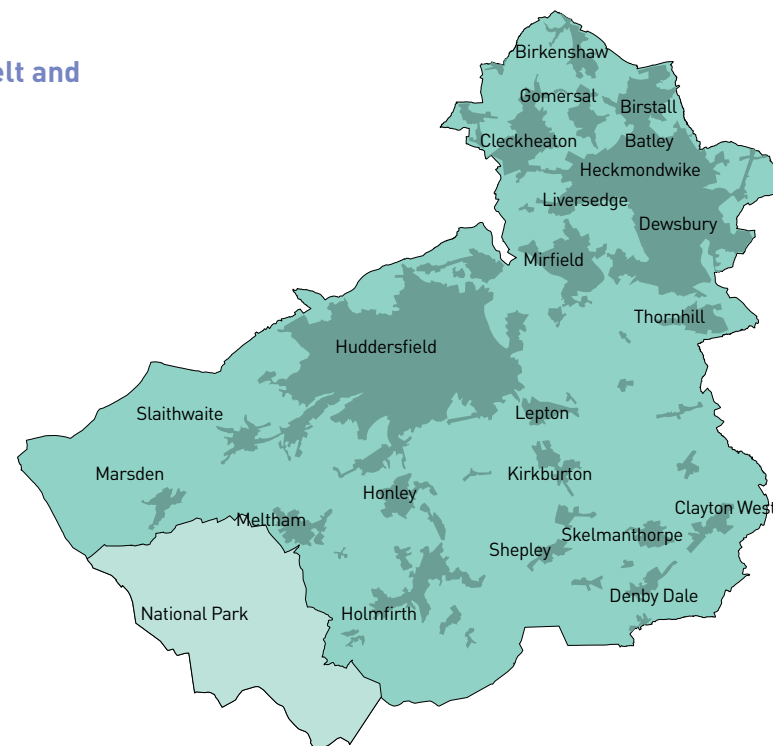 elt and
Birkenshaw
Gomersal
Birstall
Cleckheaton
Batley
Heckmondwike
Liversedge
Dewsbury
Mirfield
Thornhill
Huddersfield
Slaithwaite
Lepton
Marsden
Kirkburton
Honley
Clayton West
Meltham
Skelmanthorpe
Shepley
Denby Dale
National Park
Holmfirth